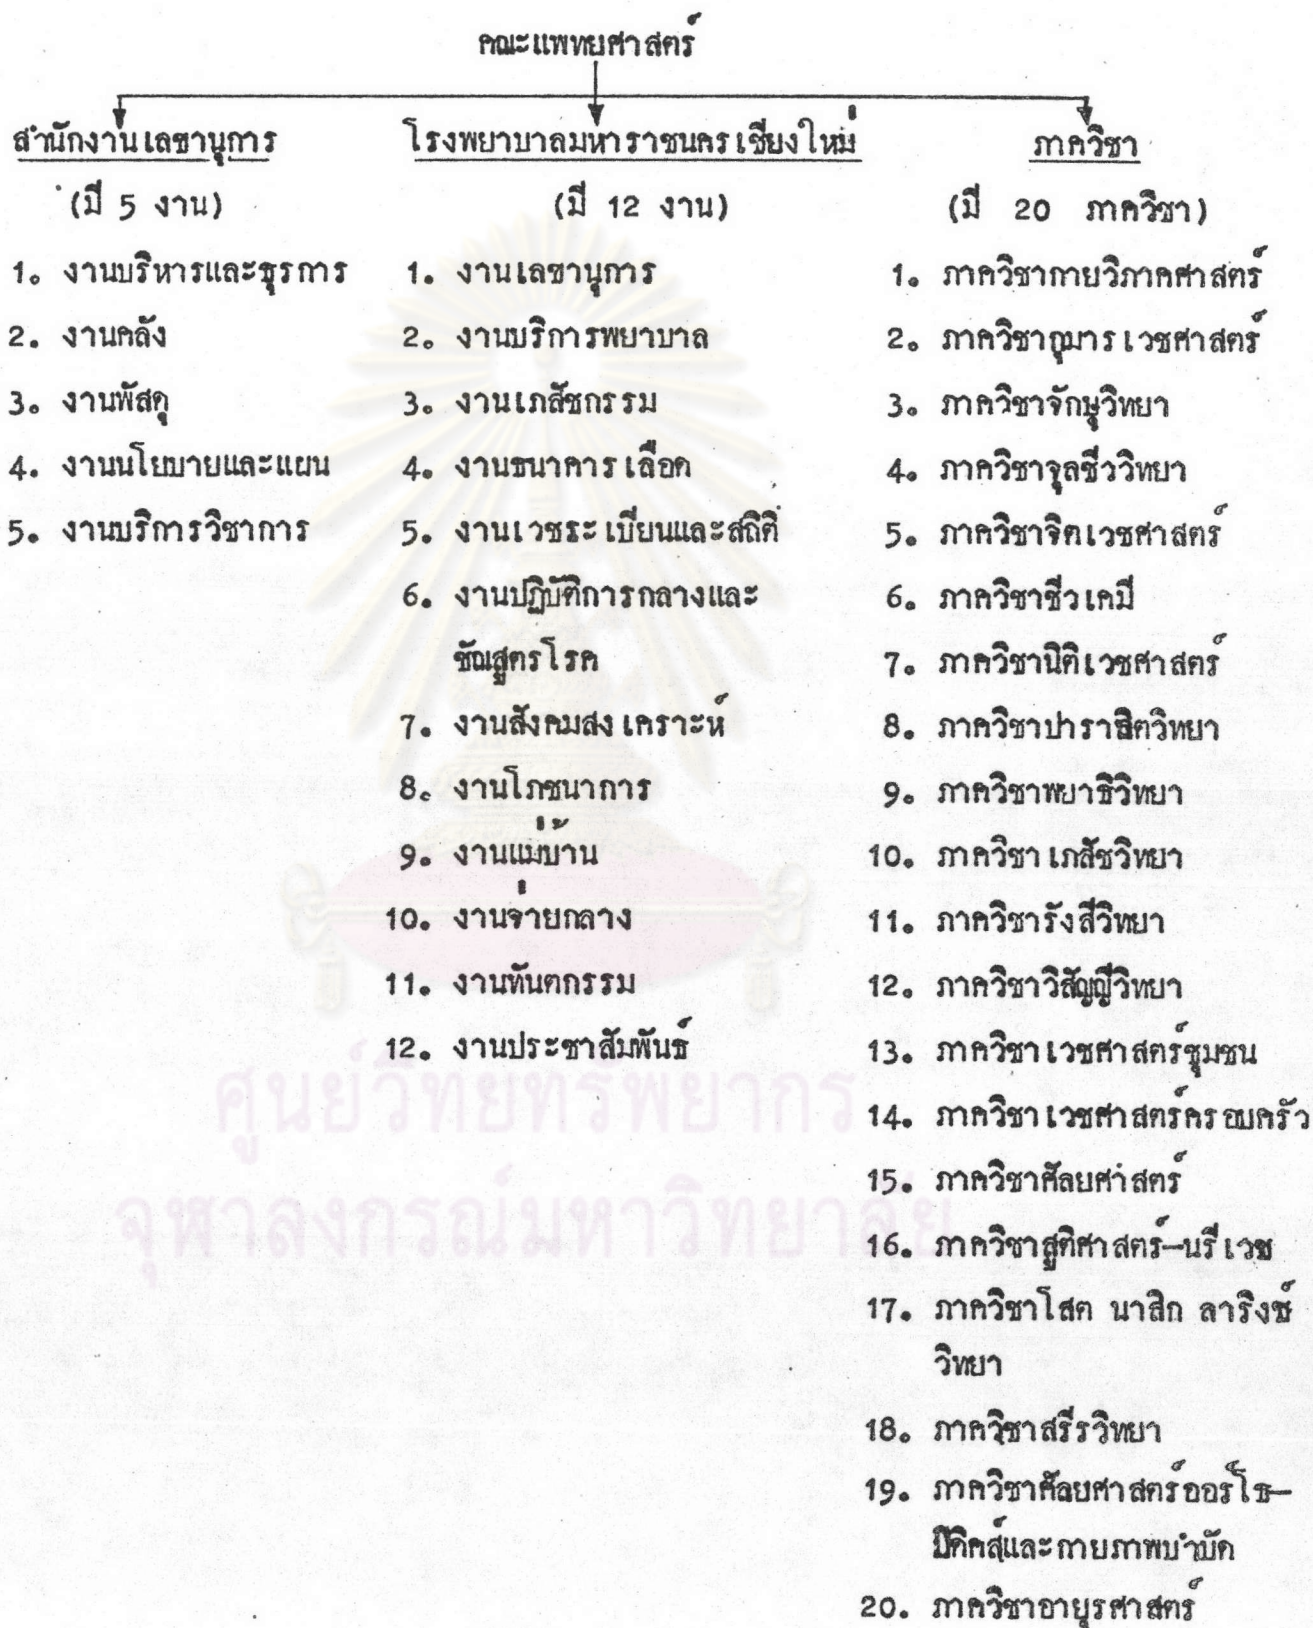 คณะแพทยศาสตร์
สำนักงานเลขานุการ
(มี 5 งาน)
1. งานบริหารและธุรการ
2. งานคลัง
3. งานพัสดุ
4. งานนโยบายและแผน
5. งานบริการวิชาการ
โรงพยาบาลมหาราชนครเชียงใหม่
(มี 12 งาน)
1. งานเลขานุการ
2. งานบริการพยาบาล
3. งานเภสัชกรรม
4. งานธนาคารเลือด
5. งานเวชระเบียนและสถิติ
6. งานปฏิบัติการกลางและ
ชัณสูตรโรค
7. งานสังคมสงเคราะห์
8. งานโภชนาการ
9. งานแม่บ้าน
10. งานจ่ายกลาง
11. งานทันตกรรม
12. งานประชาสัมพันธ์
ภาควิชา
(มี 20 ภาควิชา)
1. ภาควิชากายวิภาคศาสตร์
2. ภาควิชากุมารเวชศาสตร์
3. ภาควิชาจักษุวิทยา
4. ภาควิชาจุลชีววิทยา
5. ภาควิชาจิตเวชศาสตร์
6. ภาควิชาชีวเคมี
7. ภาควิชานิติเวชศาสตร์
8. ภาควิชาปาราสิตวิทยา
9. ภาควิชาพยาธิวิทยา
10. ภาควิชาเภสัชวิทยา
11. ภาควิชารังสีวิทยา
12. ภาควิชาวิสัญญีวิทยา
13. ภาควิชาเวชศาสตร์ชุมชน
14. ภาควิชาเวชศาสตร์ครอบครัว
15. ภาควิชาศัลยศาสตร์
16. ภาควิชาสูติศาสตร์-นรีเวช
17. ภาควิชาโสต นาสิก ลาริงซ์
วิทยา
18. ภาควิชาสรีรวิทยา
19. ภาควิชาศัลยศาสตร์ออร์โธ-
ปิดิคส์และกายภาพบำบัด
20. ภาควิชาอายุรศาสตร์
ศูนย์วิทยทรัพยากร
จุฬาลงกรณ์มหาวิทยาลัย